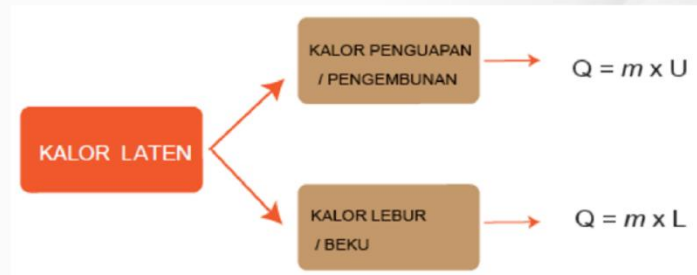 KALOR LATEN
KALOR PENGUAPAN
/ PENGEMBUNAN
Q = m x U
KALOR LEBUR
/ BEKU
Q = m x L